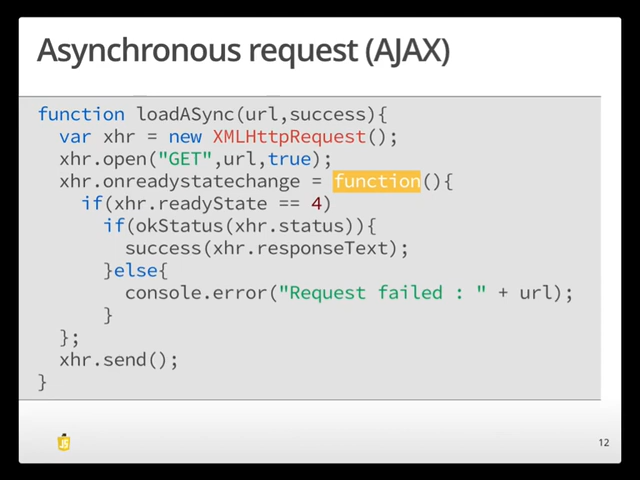 Asynchronous request (AJAX)
function loadASync(url,success){
  var xhr = new XMLHttpRequest();
  xhr.open("GET",url,true);
  xhr.onreadystatechange = function(){
    if(xhr.readyState == 4)
      if(okStatus(xhr.status)){
        success(xhr.responseText);
      }else{
        console.error("Request failed : " + url);
      }
  };
  xhr.send();
}
JS
12